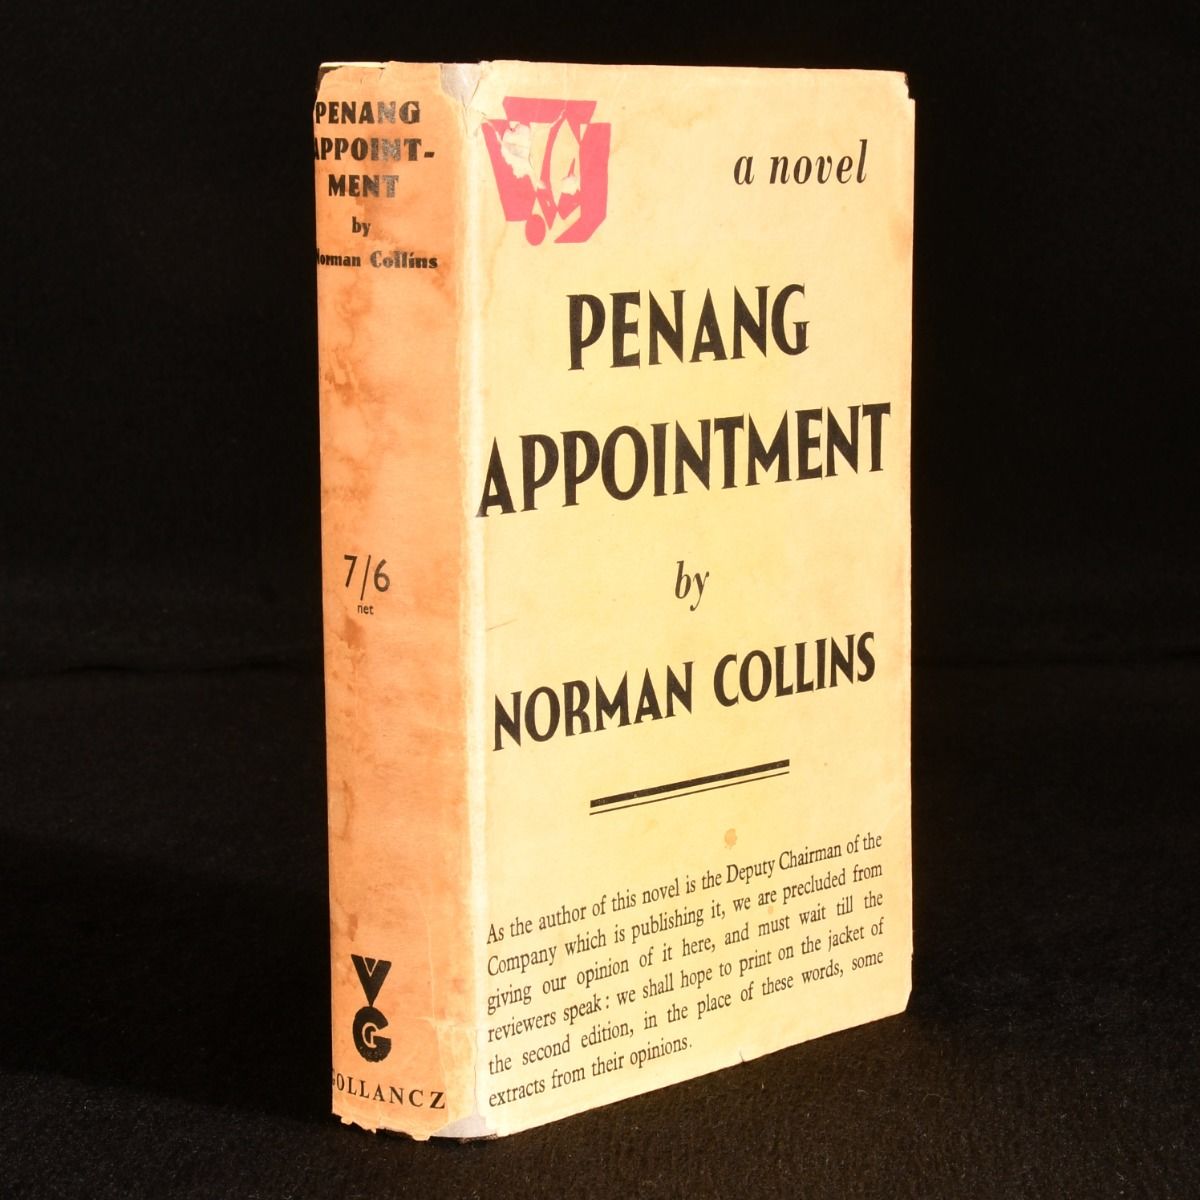 PENANG
APPOINT-
MENT
by
Norman Collins
7/6
net
VG
GOLLANCZ
a novel
PENANG
APPOINTMENT
by
NORMAN COLLINS
As the author of this novel is the Deputy Chairman of the
Company which is publishing it, we are precluded from
giving our opinion of it here, and must wait till the
reviewers speak: we shall hope to print on the jacket of
the second edition, in the place of these words, some
extracts from their opinions.